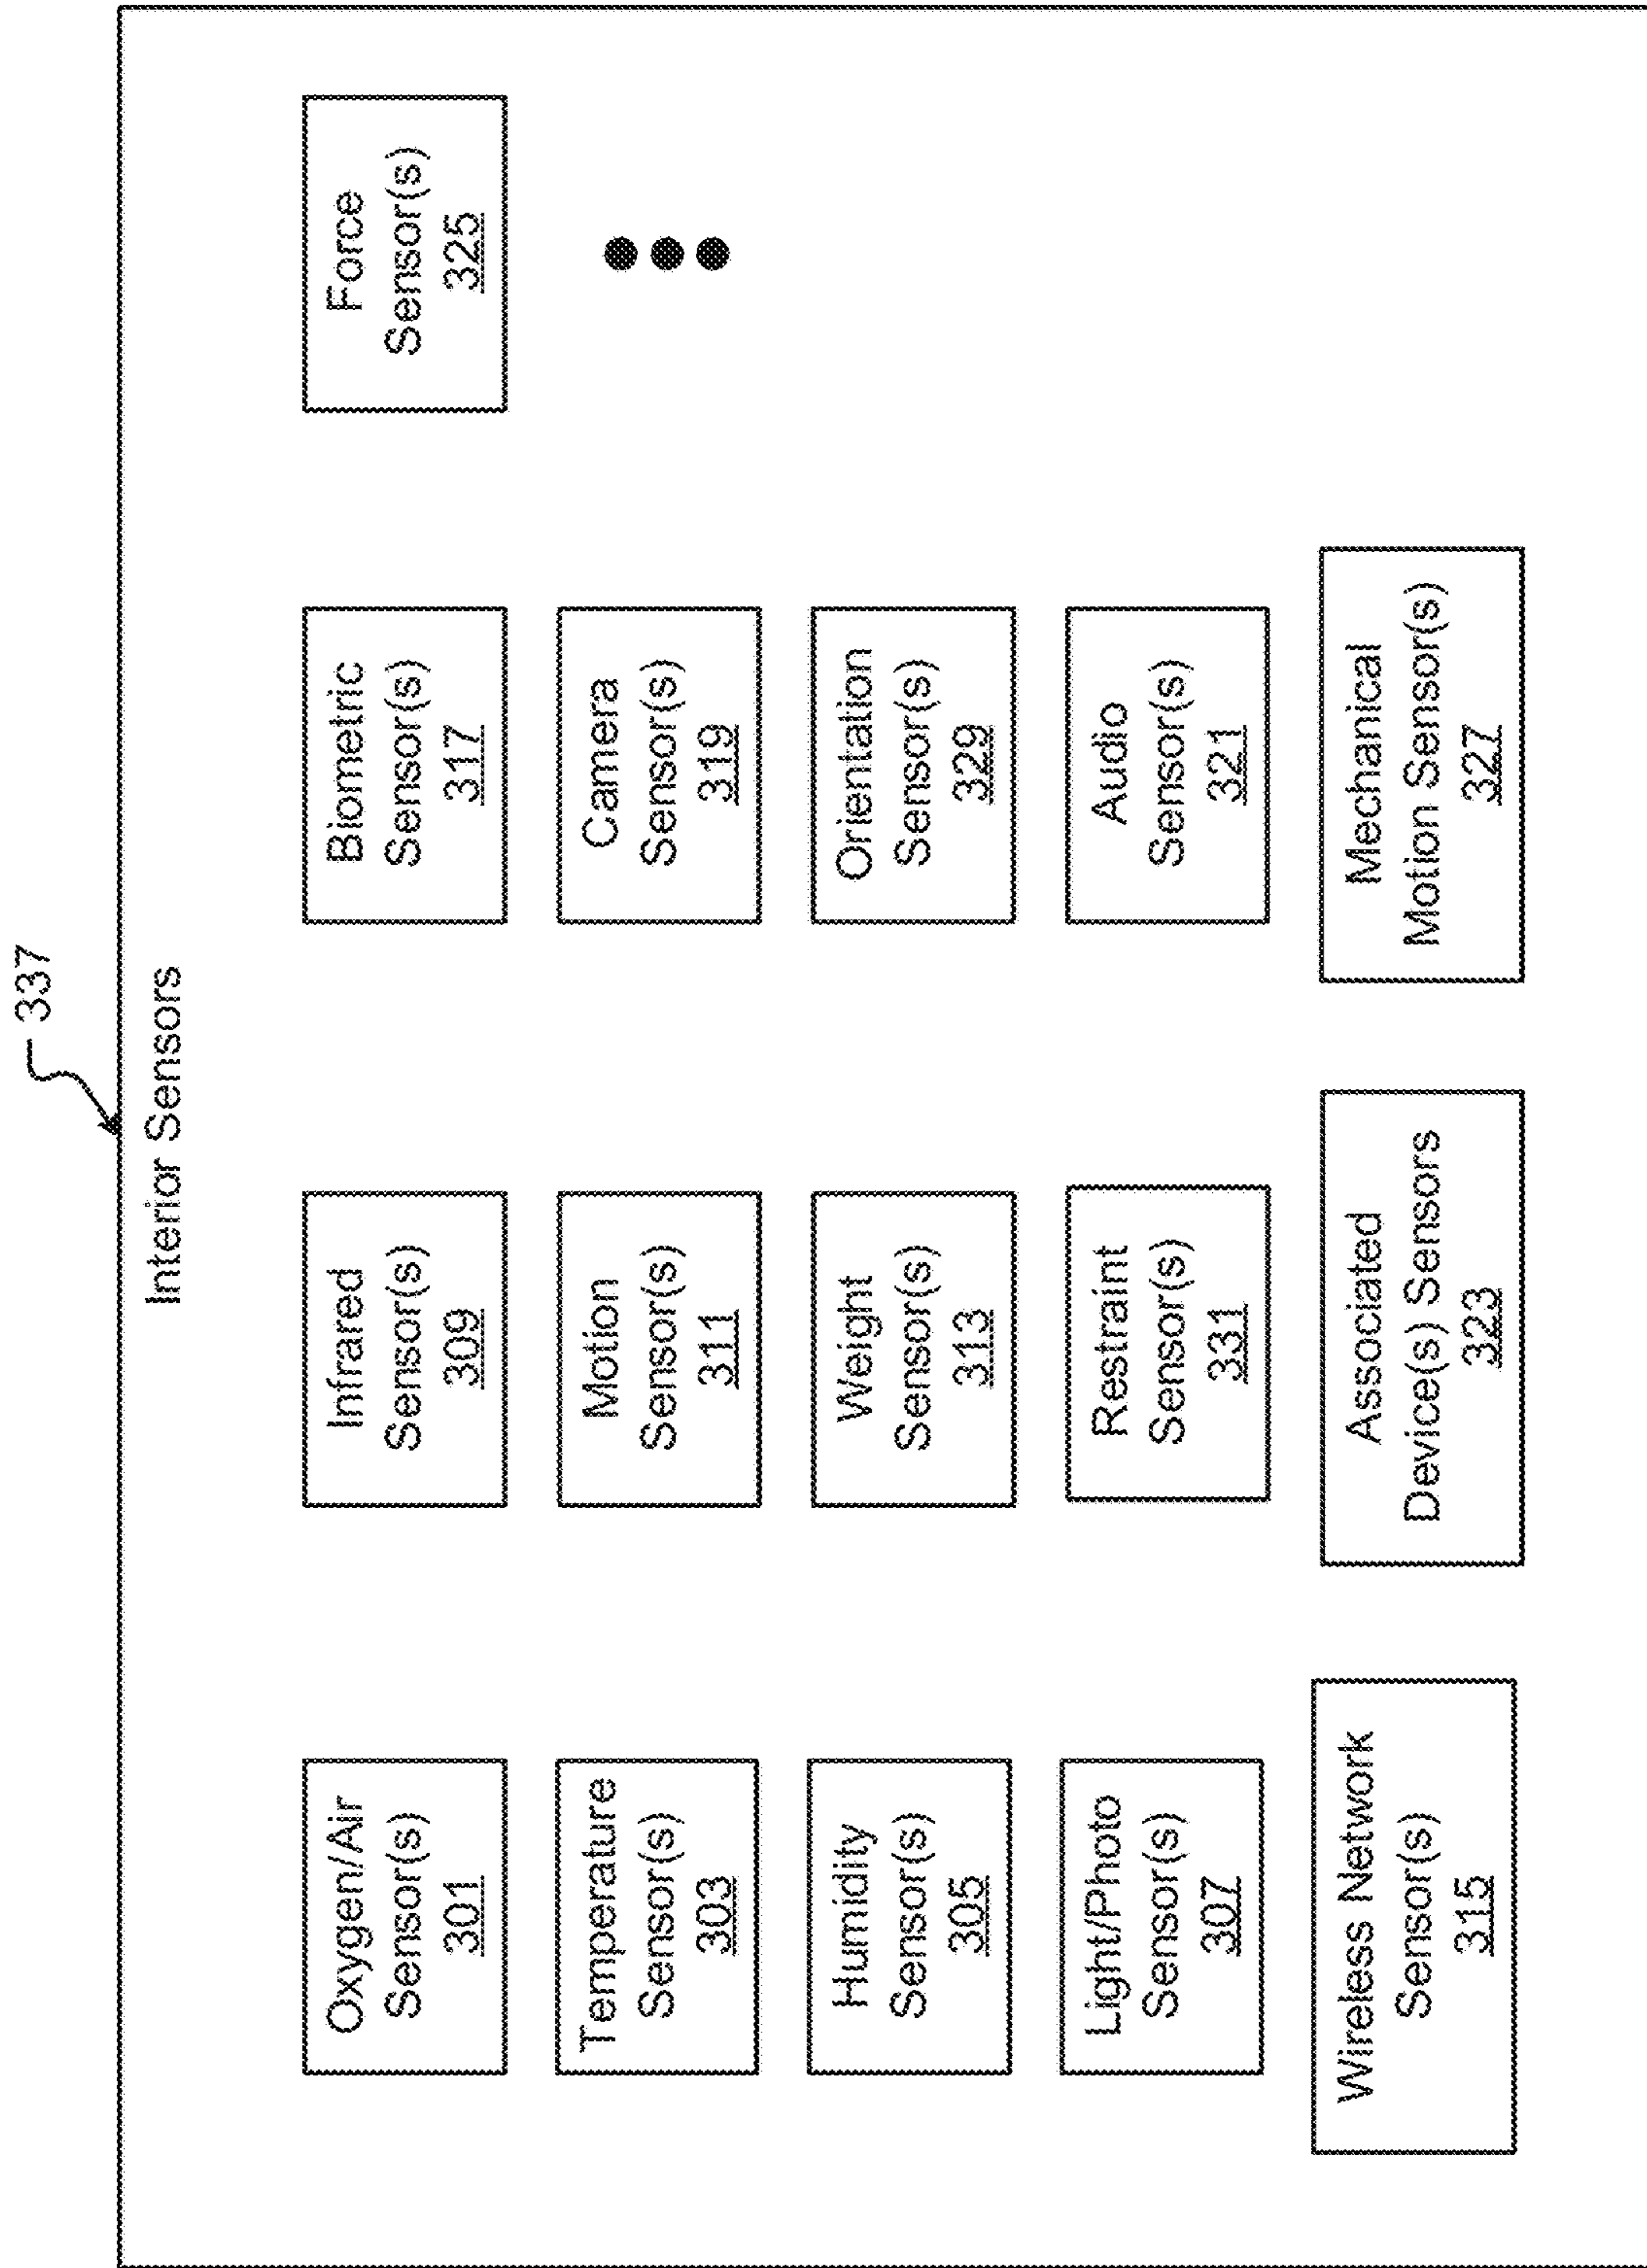 337
Interior Sensors
Oxygen/Air
Sensor(s)
301
Temperature
Sensor(s)
303
Humidity
Sensor(s)
305
Light/Photo
Sensor(s)
307
Wireless Network
Sensor(s)
315
Infrared
Sensor(s)
309
Motion
Sensor(s)
311
Weight
Sensor(s)
313
Restraint
Sensor(s)
331
Associated
Device(s) Sensors
323
Biometric
Sensor(s)
317
Camera
Sensor(s)
319
Orientation
Sensor(s)
329
Audio
Sensor(s)
321
Mechanical
Motion Sensor(s)
327
Force
Sensor(s)
325